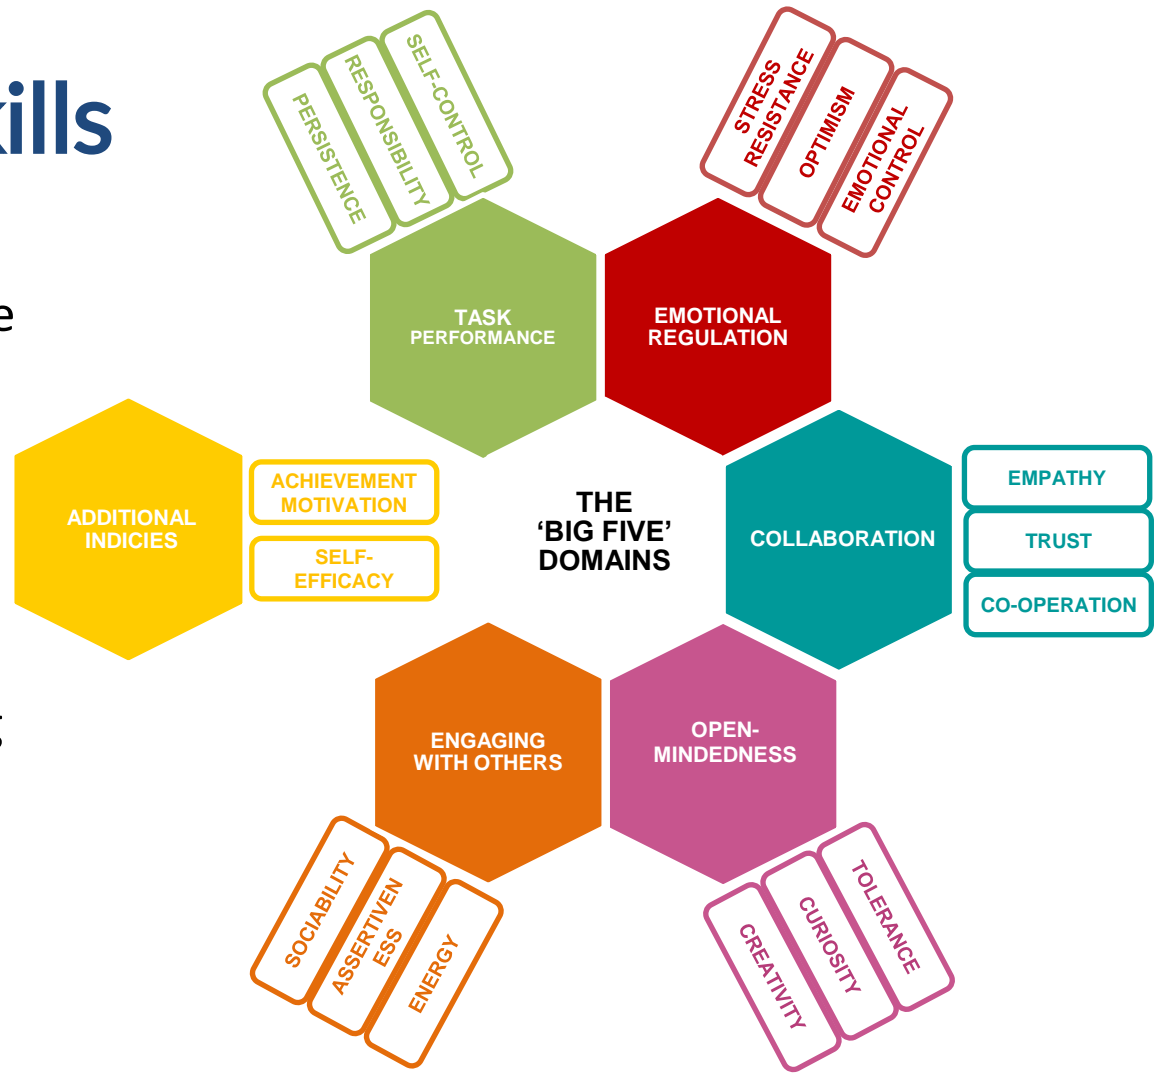 kills
e
g
PERSISTENCE
RESPONSIBILITY
SELF-CONTROL
TASK
PERFORMANCE
STRESS
RESISTANCE
OPTIMISM
EMOTIONAL
CONTROL
EMOTIONAL
REGULATION
ADDITIONAL
INDICIES
ACHIEVEMENT
MOTIVATION
SELF-
EFFICACY
THE
‘BIG FIVE’
DOMAINS
COLLABORATION
EMPATHY
TRUST
CO-OPERATION
ENGAGING
WITH OTHERS
SOCIABILITY
ASSERTIVEN
ESS
ENERGY
OPEN-
MINDEDNESS
CREATIVITY
CURIOSITY
TOLERANCE